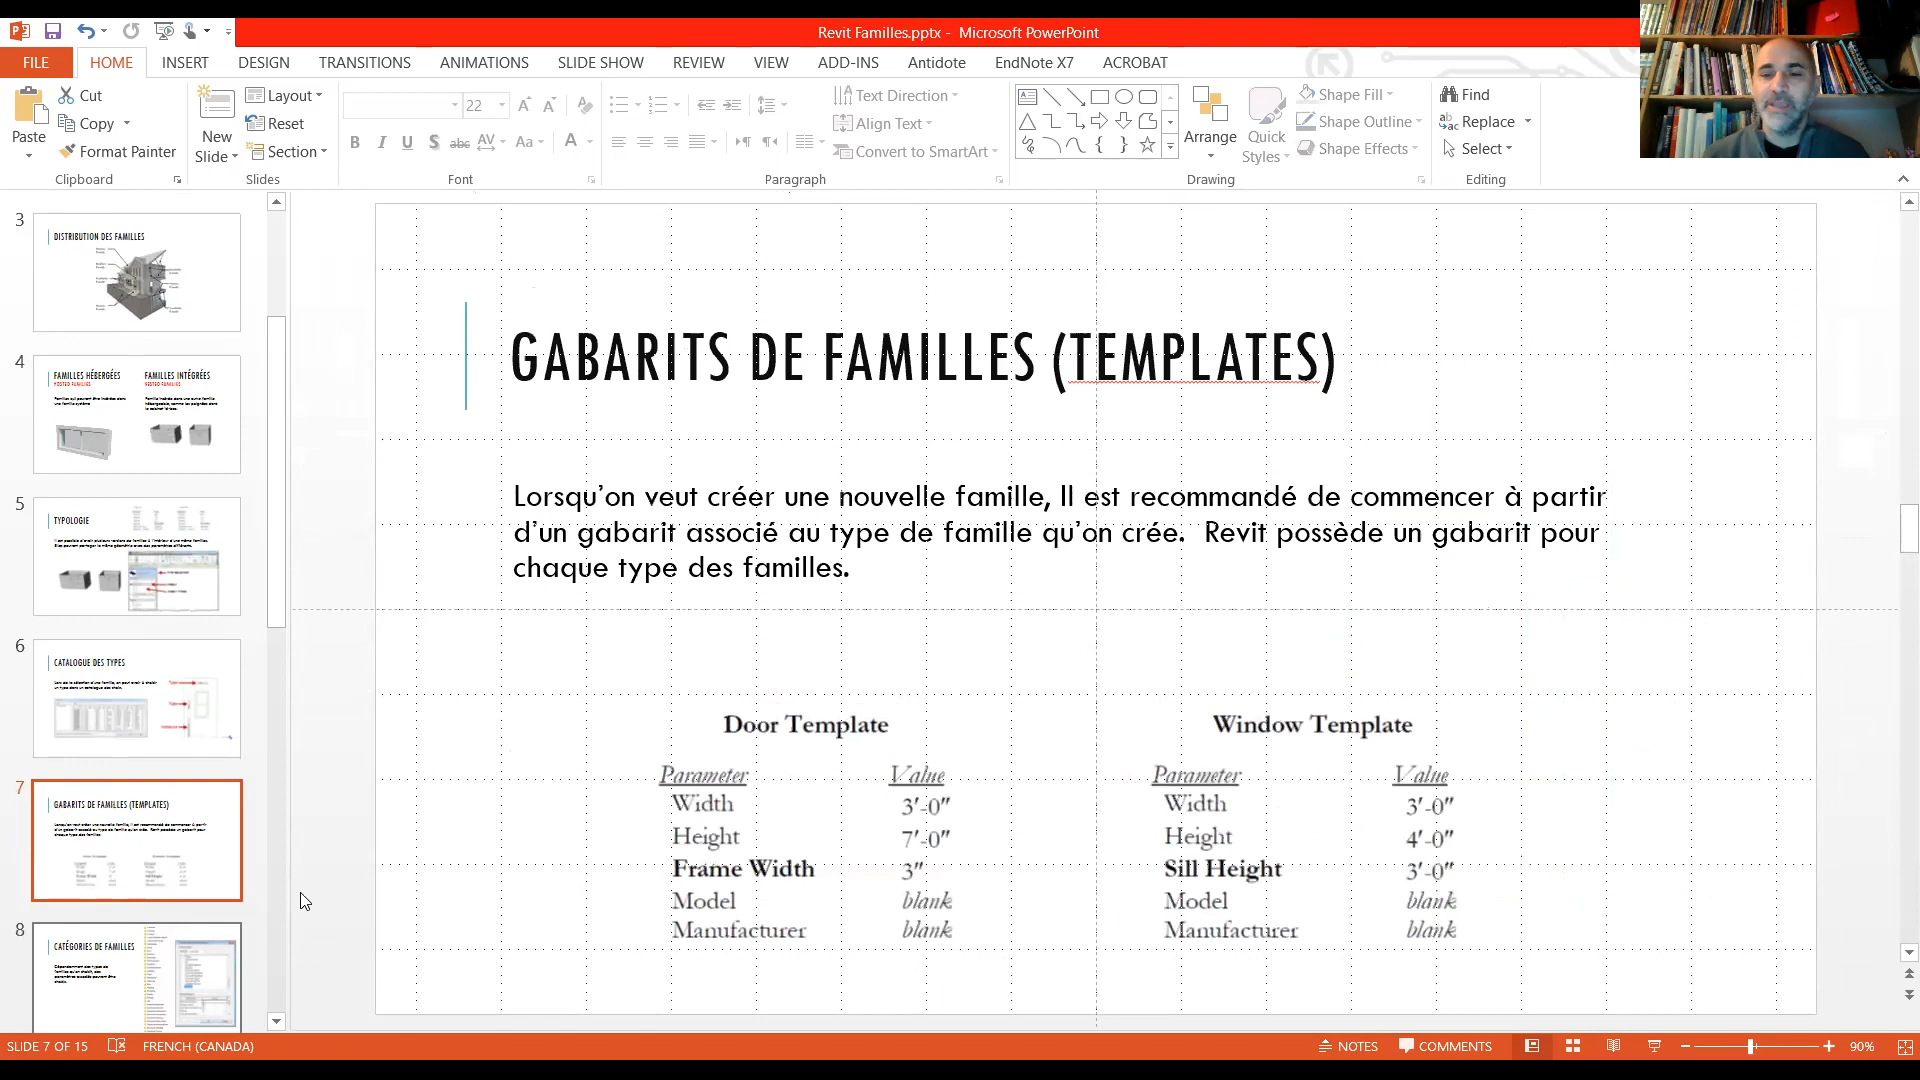 Revit Familles.pptx - Microsoft PowerPoint
FILE HOME INSERT DESIGN TRANSITIONS ANIMATIONS SLIDE SHOW REVIEW VIEW ADD-INS Antidote EndNote X7 ACROBAT
Paste
Cut
Copy
Format Painter
Clipboard
New Slide
Layout
Reset
Section
Slides
22
Font
Text Direction
Align Text
Convert to SmartArt
Paragraph
Arrange
Quick Styles
Shape Fill
Shape Outline
Shape Effects
Drawing
Find
Replace
Select
Editing
3
DISTRIBUTION DES FAMILLES
4
FAMILLES HÉBERGÉES
HOSTED FAMILIES
FAMILLES INTÉGRÉES
NESTED FAMILIES
5
TYPOLOGIE
6
CATALOGUE DES TYPES
7
GABARITS DE FAMILLES (TEMPLATES)
8
CATÉGORIES DE FAMILLES
GABARITS DE FAMILLES (TEMPLATES)
Lorsqu’on veut créer une nouvelle famille, Il est recommandé de commencer à partir
d’un gabarit associé au type de famille qu’on crée. Revit possède un gabarit pour
chaque type des familles.
Door Template
Parameter Value
Width 3'-0"
Height 7'-0"
Frame Width 3"
Model blank
Manufacturer blank
Window Template
Parameter Value
Width 3'-0"
Height 4'-0"
Sill Height 3'-0"
Model blank
Manufacturer blank
SLIDE 7 OF 15 FRENCH (CANADA) NOTES COMMENTS 90%